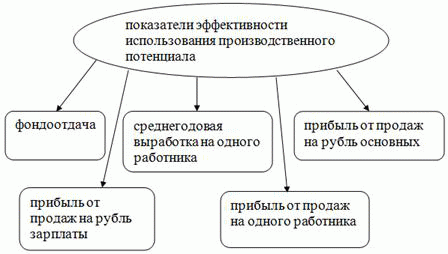 показатели эффективности
использования производственного
потенциала
фондоотдача
среднегодовая
выработка на одного
работника
прибыль от продаж
на рубль основных
прибыль от
продаж на рубль
зарплаты
прибыль от продаж
на одного работника